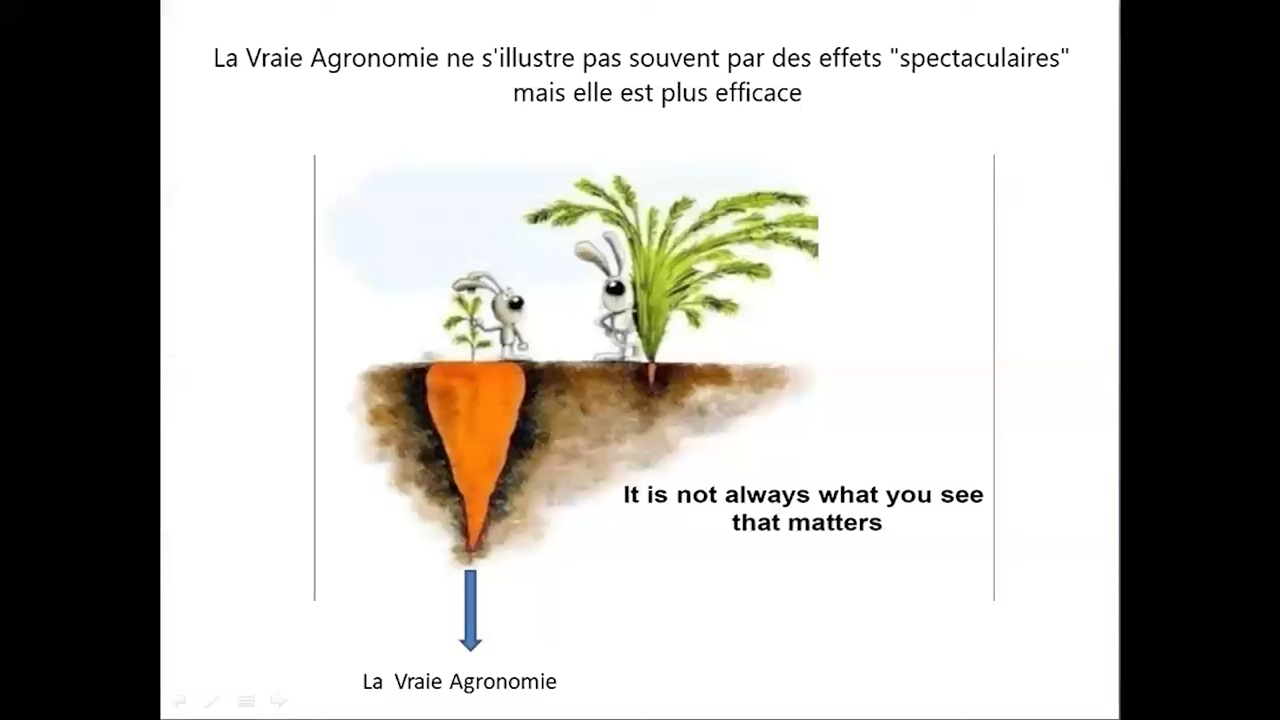 La Vraie Agronomie ne s'illustre pas souvent par des effets "spectaculaires"
mais elle est plus efficace
It is not always what you see
that matters
La Vraie Agronomie